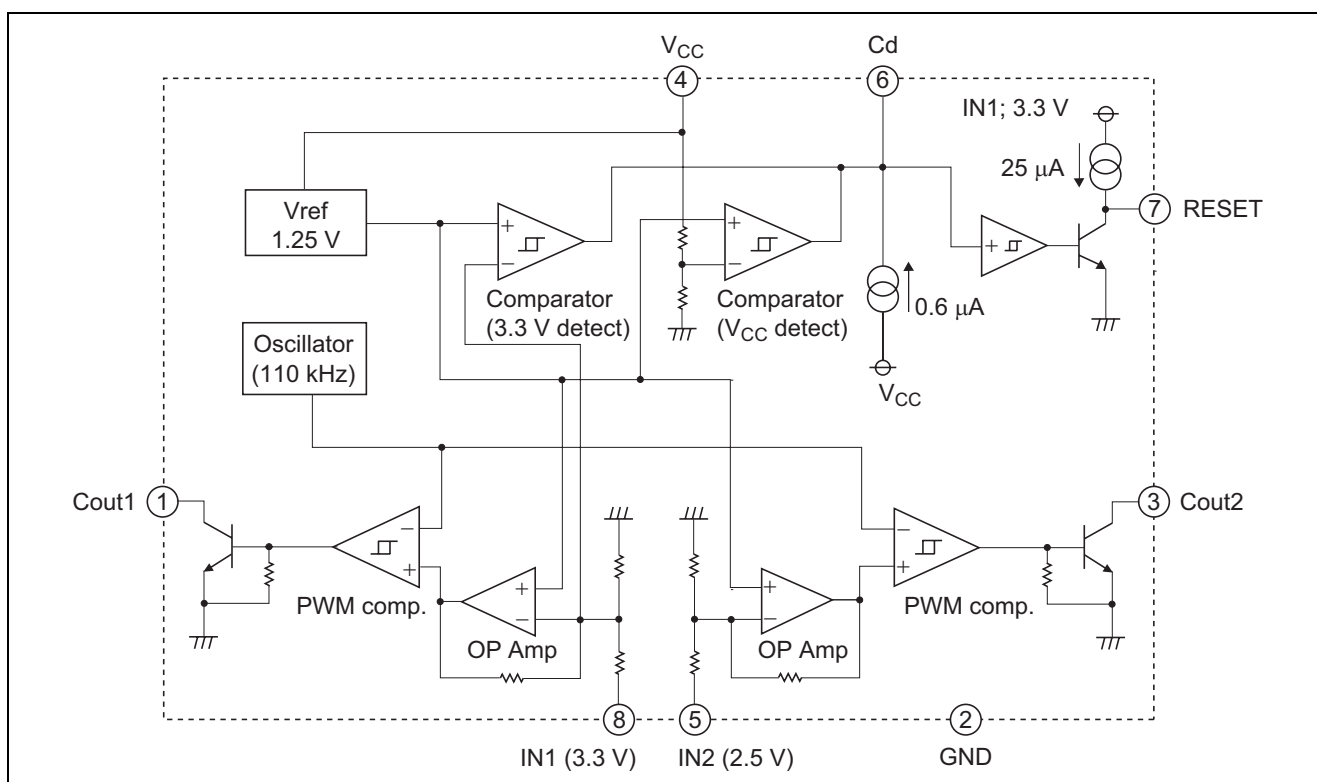 VCC
Cd
4
6
IN1; 3.3 V
25 μA
7 RESET
Vref
1.25 V
+
−
+
−
+
Comparator
(3.3 V detect)
Comparator
(VCC detect)
0.6 μA
VCC
Oscillator
(110 kHz)
Cout1 1
3 Cout2
−
+
PWM comp.
+
−
OP Amp
+
−
OP Amp
−
+
PWM comp.
8
5
2
IN1 (3.3 V)
IN2 (2.5 V)
GND